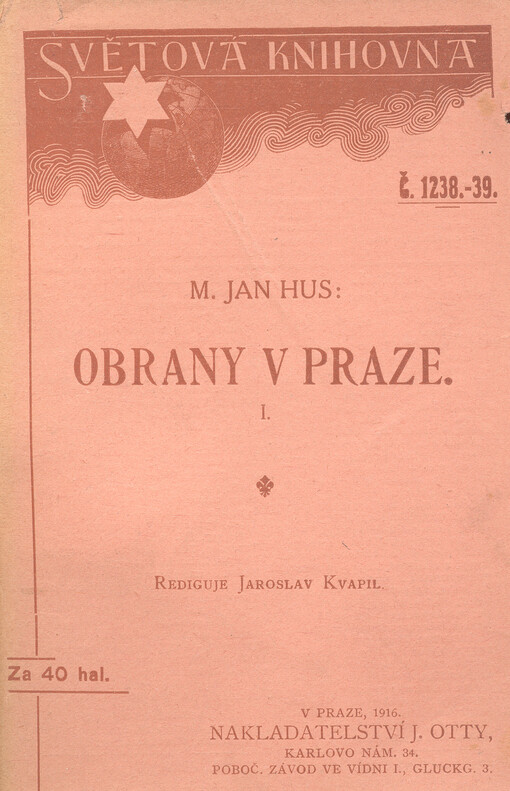 SVĚTOVÁ KNIHOVNA
Č. 1238.-39.
M. JAN HUS:
OBRANY V PRAZE.
I.
REDIGUJE JAROSLAV KVAPIL.
Za 40 hal.
V PRAZE, 1916.
NAKLADATELSTVÍ J. OTTY,
KARLOVO NÁM. 34.
POBOČ. ZÁVOD VE VÍDNI I., GLUCKG. 3.